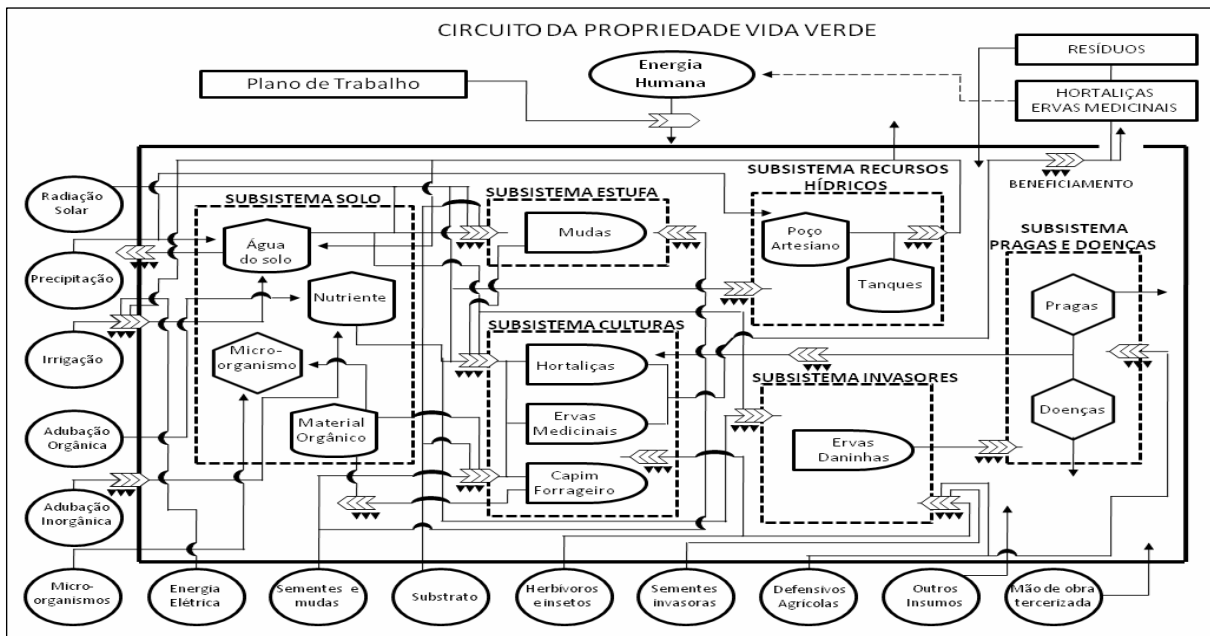 CIRCUITO DA PROPRIEDADE VIDA VERDE
RESÍDUOS
Energia
Humana
Plano de Trabalho
HORTALIÇAS
ERVAS MEDICINAIS
BENEFICIAMENTO
Radiação
Solar
Precipitação
Irrigação
Adubação
Orgânica
Adubação
Inorgânica
SUBSISTEMA SOLO
Água
do solo
Nutriente
Micro-
organismo
Material
Orgânico
SUBSISTEMA ESTUFA
Mudas
SUBSISTEMA CULTURAS
Hortaliças
Ervas
Medicinais
Capim
Forrageiro
SUBSISTEMA RECURSOS
HÍDRICOS
Poço
Artesiano
Tanques
SUBSISTEMA INVASORES
Ervas
Daninhas
SUBSISTEMA
PRAGAS E DOENÇAS
Pragas
Doenças
Micro-
organismos
Energia
Elétrica
Sementes e
mudas
Substrato
Herbívoros
e insetos
Sementes
invasoras
Defensivos
Agrícolas
Outros
Insumos
Mão de obra
tercerizada